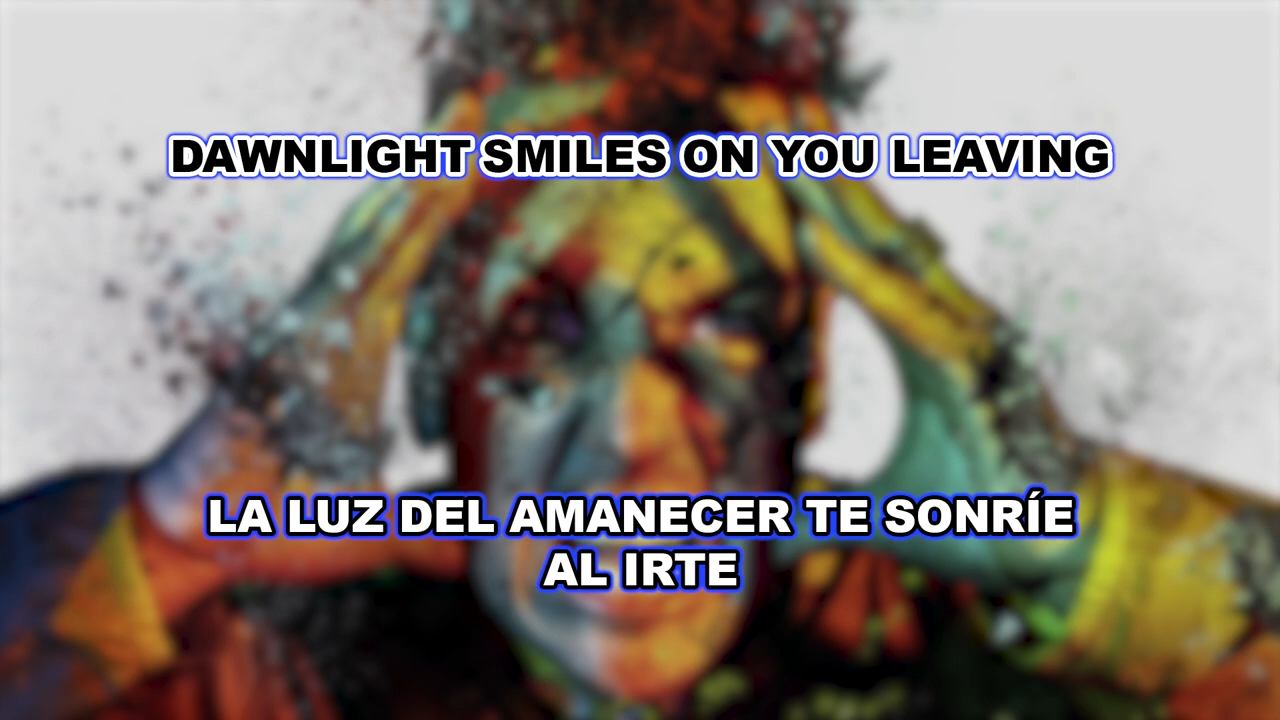 DAWNLIGHT SMILES ON YOU LEAVING
LA LUZ DEL AMANECER TE SONRÍE
AL IRTE